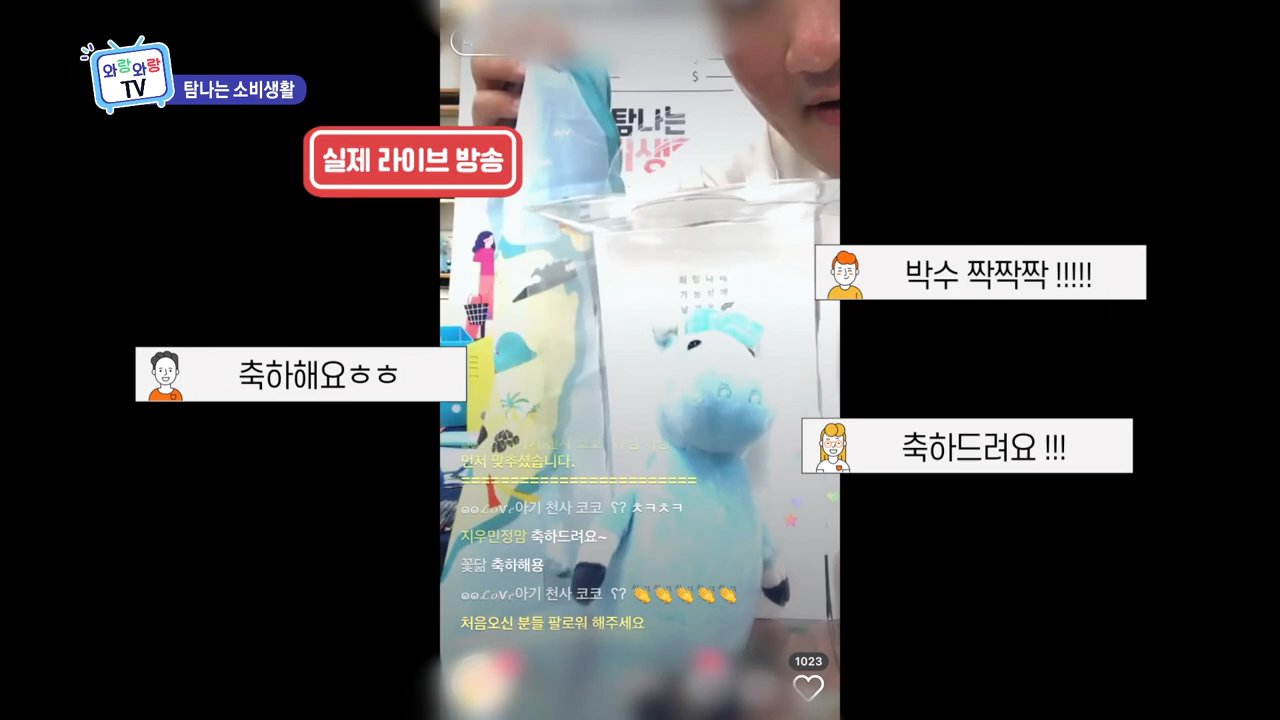 와랑와랑
TV
탐나는 소비생활
실제 라이브 방송
$
탐나는
박수 짝짝짝 !!!!!
축하해요ㅎㅎ
축하드려요 !!!
먼저 맞추셨습니다.
========================
아기 천사 코코 ʕʔ ㅊㅋㅊㅋ
지우민정맘 축하드려요~
꽃닮 축하해용
아기 천사 코코 ʕʔ 👏👏👏👏👏
처음오신 분들 팔로워 해주세요
1023